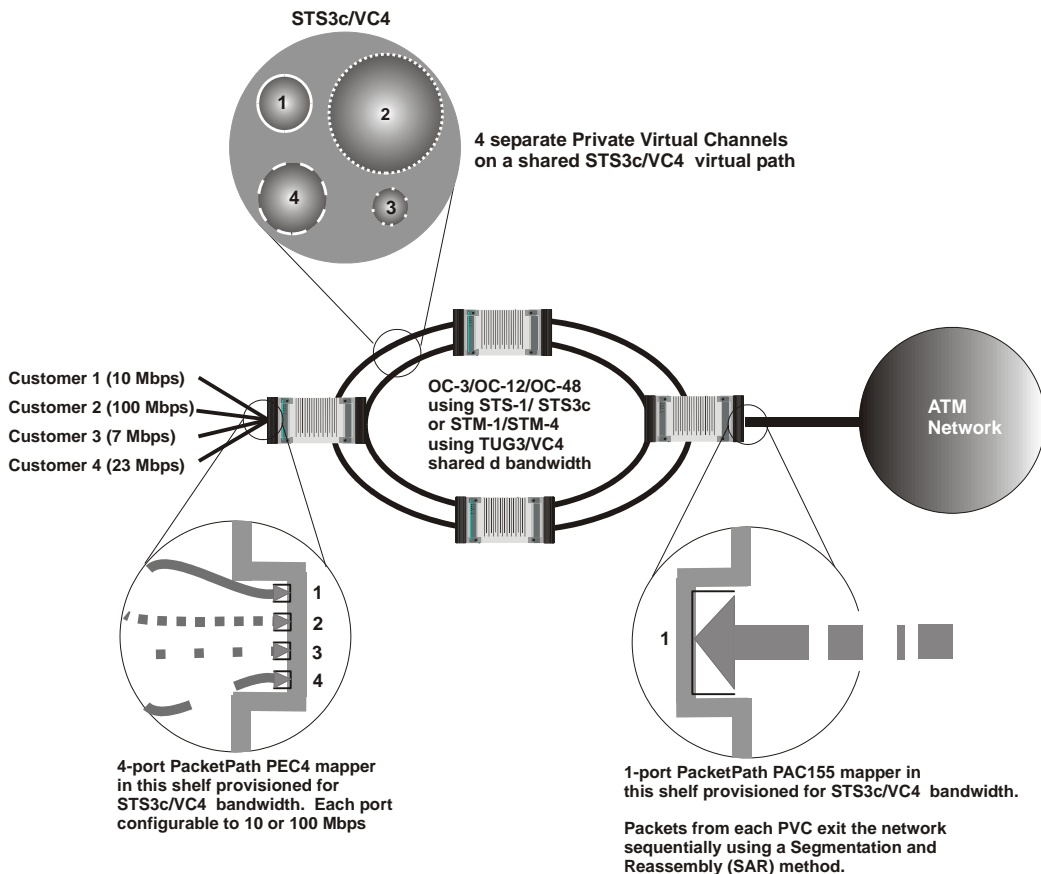 STS3c/VC4
1
2
4
3
4 separate Private Virtual Channels
on a shared STS3c/VC4 virtual path
Customer 1 (10 Mbps)
Customer 2 (100 Mbps)
Customer 3 (7 Mbps)
Customer 4 (23 Mbps)
OC-3/OC-12/OC-48
using STS-1/ STS3c
or STM-1/STM-4
using TUG3/VC4
shared d bandwidth
ATM
Network
1
2
3
4
1
4-port PacketPath PEC4 mapper
in this shelf provisioned for
STS3c/VC4 bandwidth. Each port
configurable to 10 or 100 Mbps
1-port PacketPath PAC155 mapper in
this shelf provisioned for STS3c/VC4 bandwidth.
Packets from each PVC exit the network
sequentially using a Segmentation and
Reassembly (SAR) method.